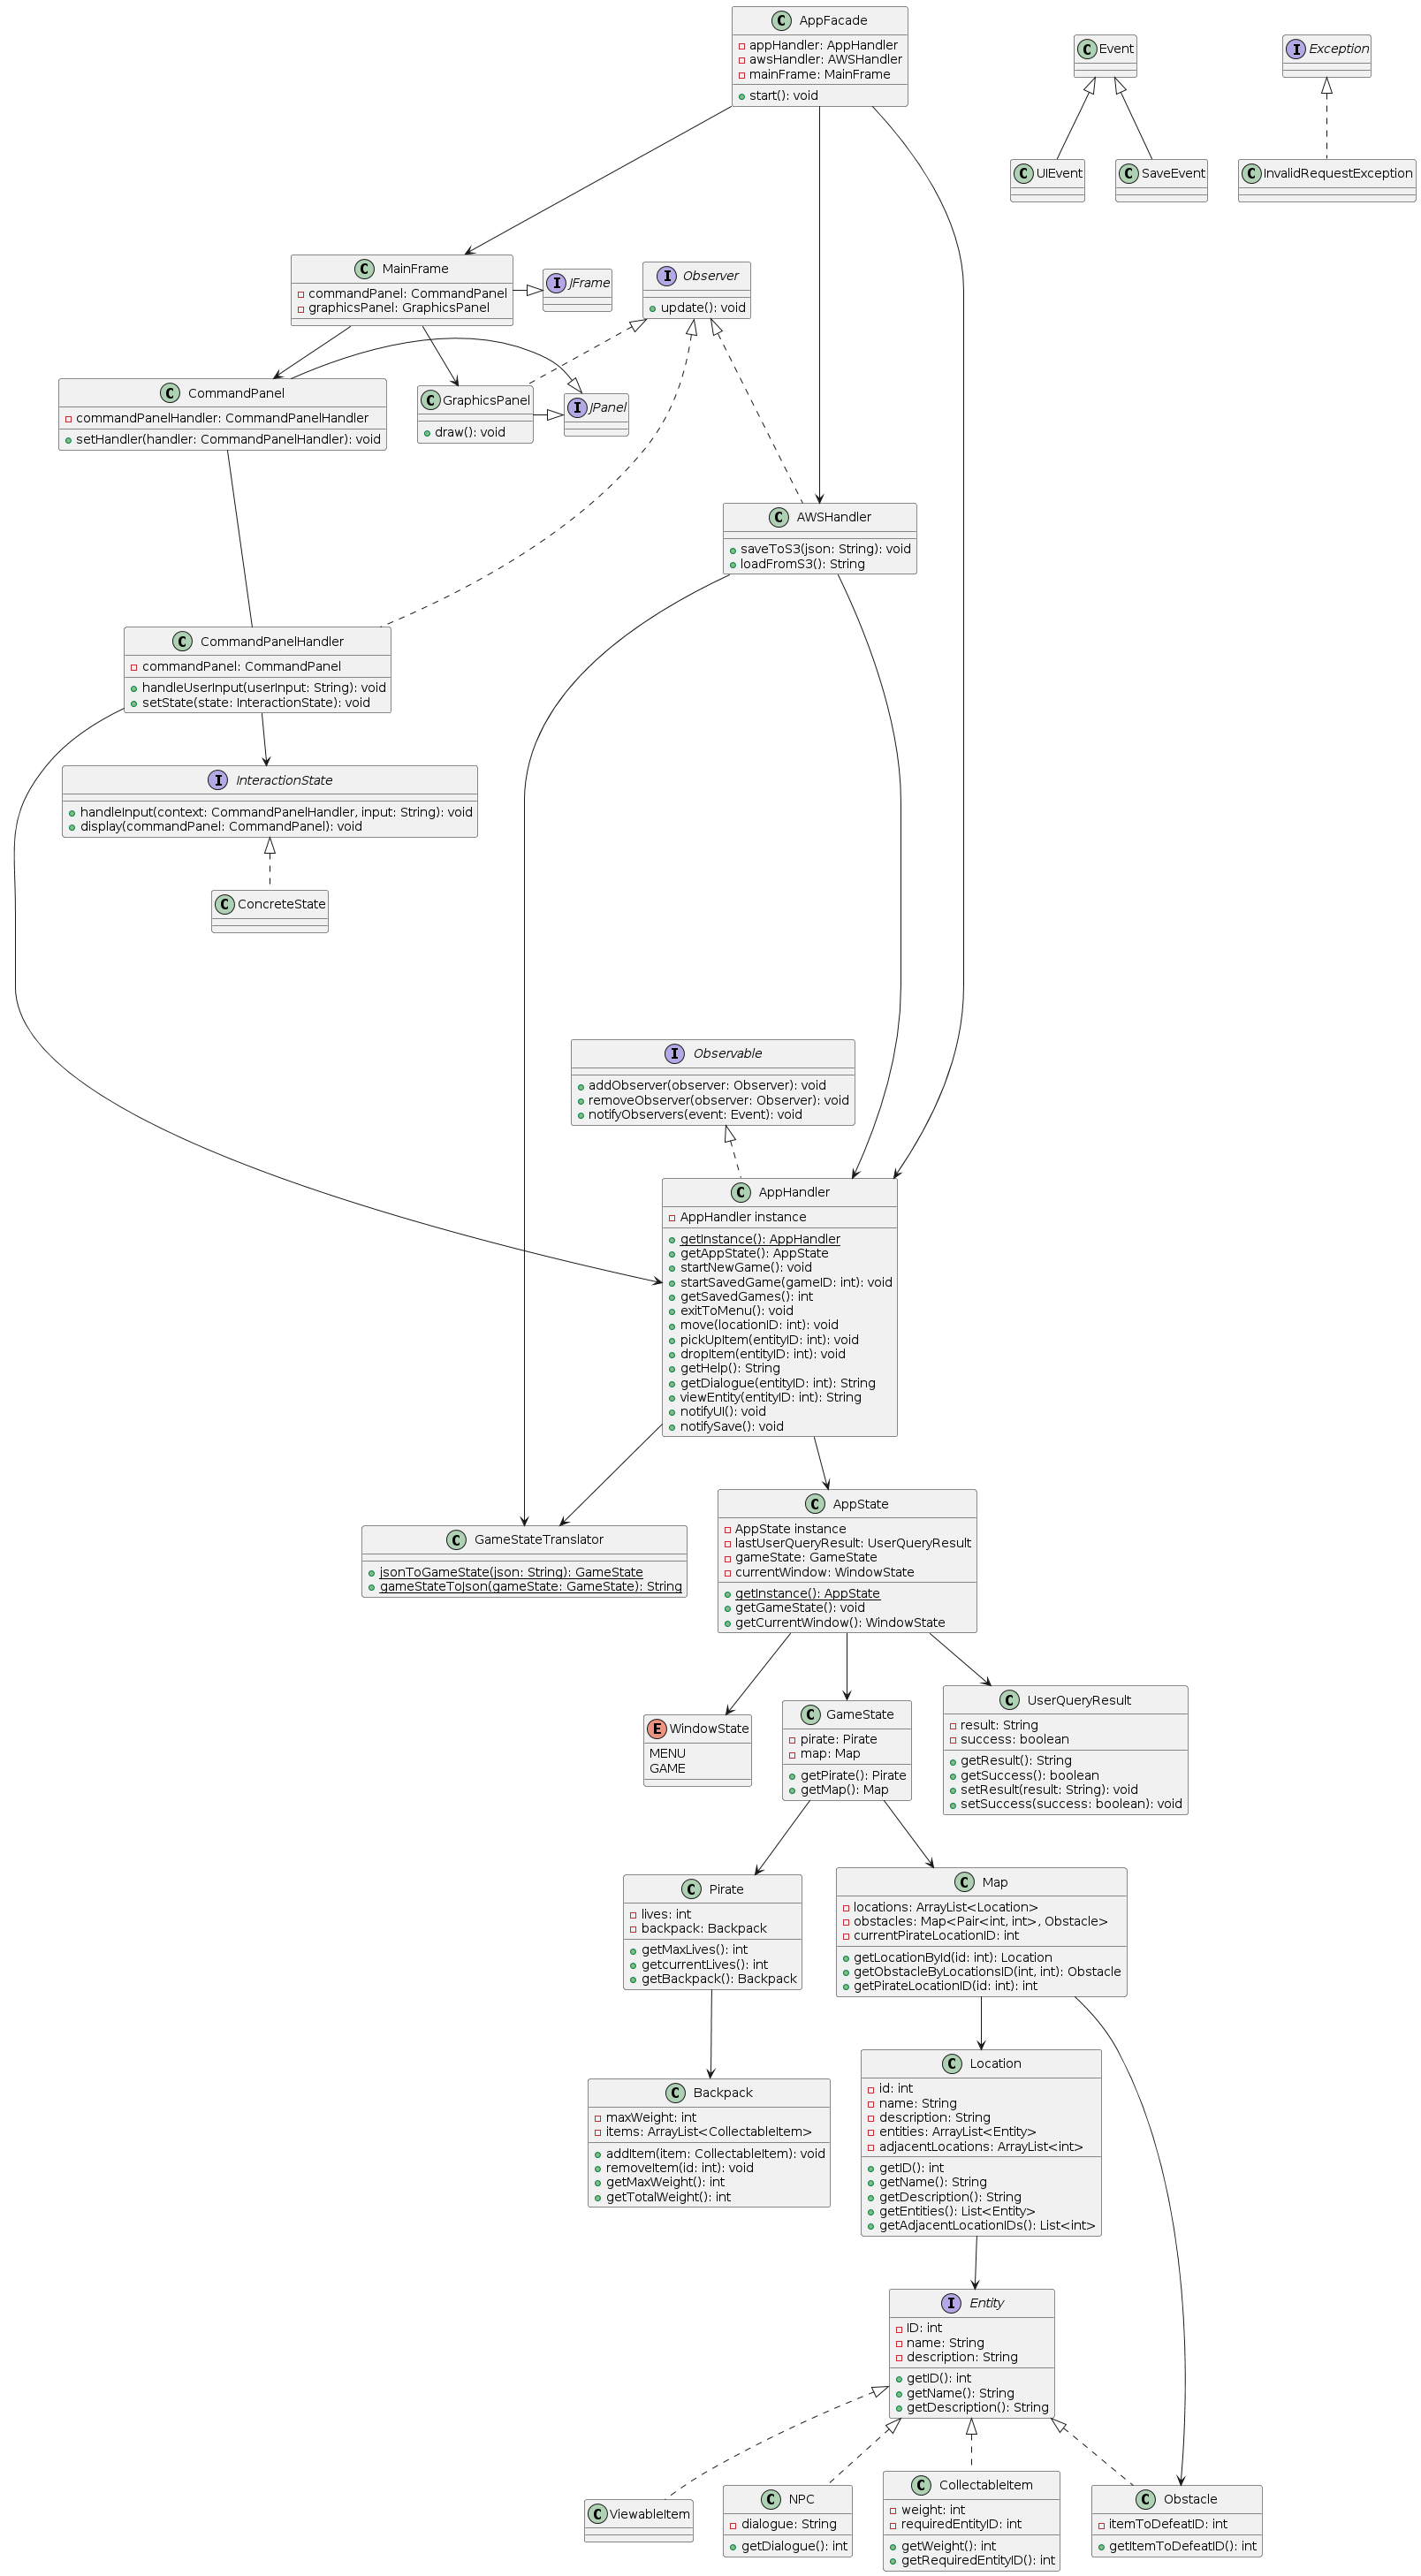 C AppFacade
appHandler: AppHandler
awsHandler: AWSHandler
mainFrame: MainFrame
start(): void
C Event
I Exception
C UIEvent
C SaveEvent
C InvalidRequestException
C MainFrame
commandPanel: CommandPanel
graphicsPanel: GraphicsPanel
I JFrame
I Observer
update(): void
C CommandPanel
commandPanelHandler: CommandPanelHandler
setHandler(handler: CommandPanelHandler): void
C GraphicsPanel
draw(): void
I JPanel
C AWSHandler
saveToS3(json: String): void
loadFromS3(): String
C CommandPanelHandler
commandPanel: CommandPanel
handleUserInput(userInput: String): void
setState(state: InteractionState): void
I InteractionState
handleInput(context: CommandPanelHandler, input: String): void
display(commandPanel: CommandPanel): void
C ConcreteState
I Observable
addObserver(observer: Observer): void
removeObserver(observer: Observer): void
notifyObservers(event: Event): void
C AppHandler
AppHandler instance
getInstance(): AppHandler
getAppState(): AppState
startNewGame(): void
startSavedGame(gameID: int): void
getSavedGames(): int
exitToMenu(): void
move(locationID: int): void
pickUpItem(entityID: int): void
dropItem(entityID: int): void
getHelp(): String
getDialogue(entityID: int): String
viewEntity(entityID: int): String
notifyUI(): void
notifySave(): void
C GameStateTranslator
jsonToGameState(json: String): GameState
gameStateToJson(gameState: GameState): String
C AppState
AppState instance
lastUserQueryResult: UserQueryResult
gameState: GameState
currentWindow: WindowState
getInstance(): AppState
getGameState(): void
getCurrentWindow(): WindowState
E WindowState
MENU
GAME
C GameState
pirate: Pirate
map: Map
getPirate(): Pirate
getMap(): Map
C UserQueryResult
result: String
success: boolean
getResult(): String
getSuccess(): boolean
setResult(result: String): void
setSuccess(success: boolean): void
C Pirate
lives: int
backpack: Backpack
getMaxLives(): int
getcurrentLives(): int
getBackpack(): Backpack
C Map
locations: ArrayList<Location>
obstacles: Map<Pair<int, int>, Obstacle>
currentPirateLocationID: int
getLocationById(id: int): Location
getObstacleByLocationsID(int, int): Obstacle
getPirateLocationID(id: int): int
C Backpack
maxWeight: int
items: ArrayList<CollectableItem>
addItem(item: CollectableItem): void
removeItem(id: int): void
getMaxWeight(): int
getTotalWeight(): int
C Location
id: int
name: String
description: String
entities: ArrayList<Entity>
adjacentLocations: ArrayList<int>
getID(): int
getName(): String
getDescription(): String
getEntities(): List<Entity>
getAdjacentLocationIDs(): List<int>
I Entity
ID: int
name: String
description: String
getID(): int
getName(): String
getDescription(): String
C ViewableItem
C NPC
dialogue: String
getDialogue(): int
C CollectableItem
weight: int
requiredEntityID: int
getWeight(): int
getRequiredEntityID(): int
C Obstacle
itemToDefeatID: int
getItemToDefeatID(): int